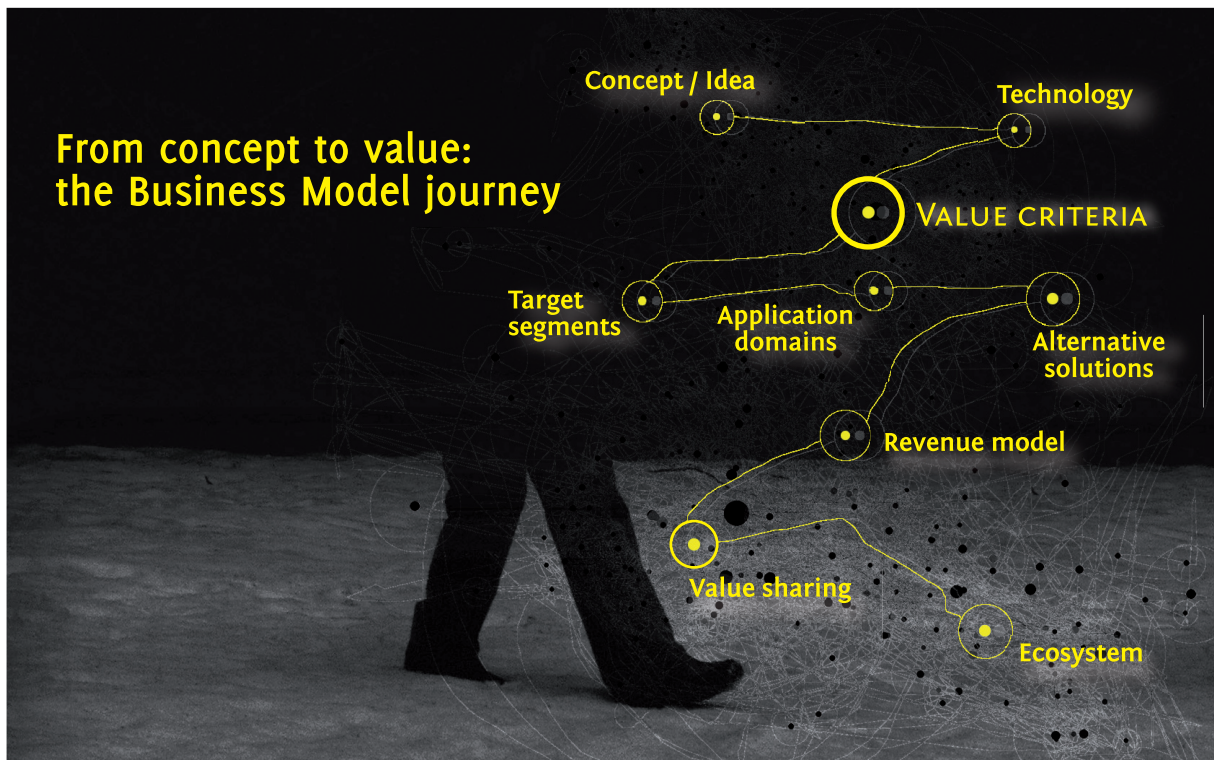 From concept to value:
the Business Model journey
Concept / Idea
Technology
VALUE CRITERIA
Target
segments
Application
domains
Alternative
solutions
Revenue model
Value sharing
Ecosystem